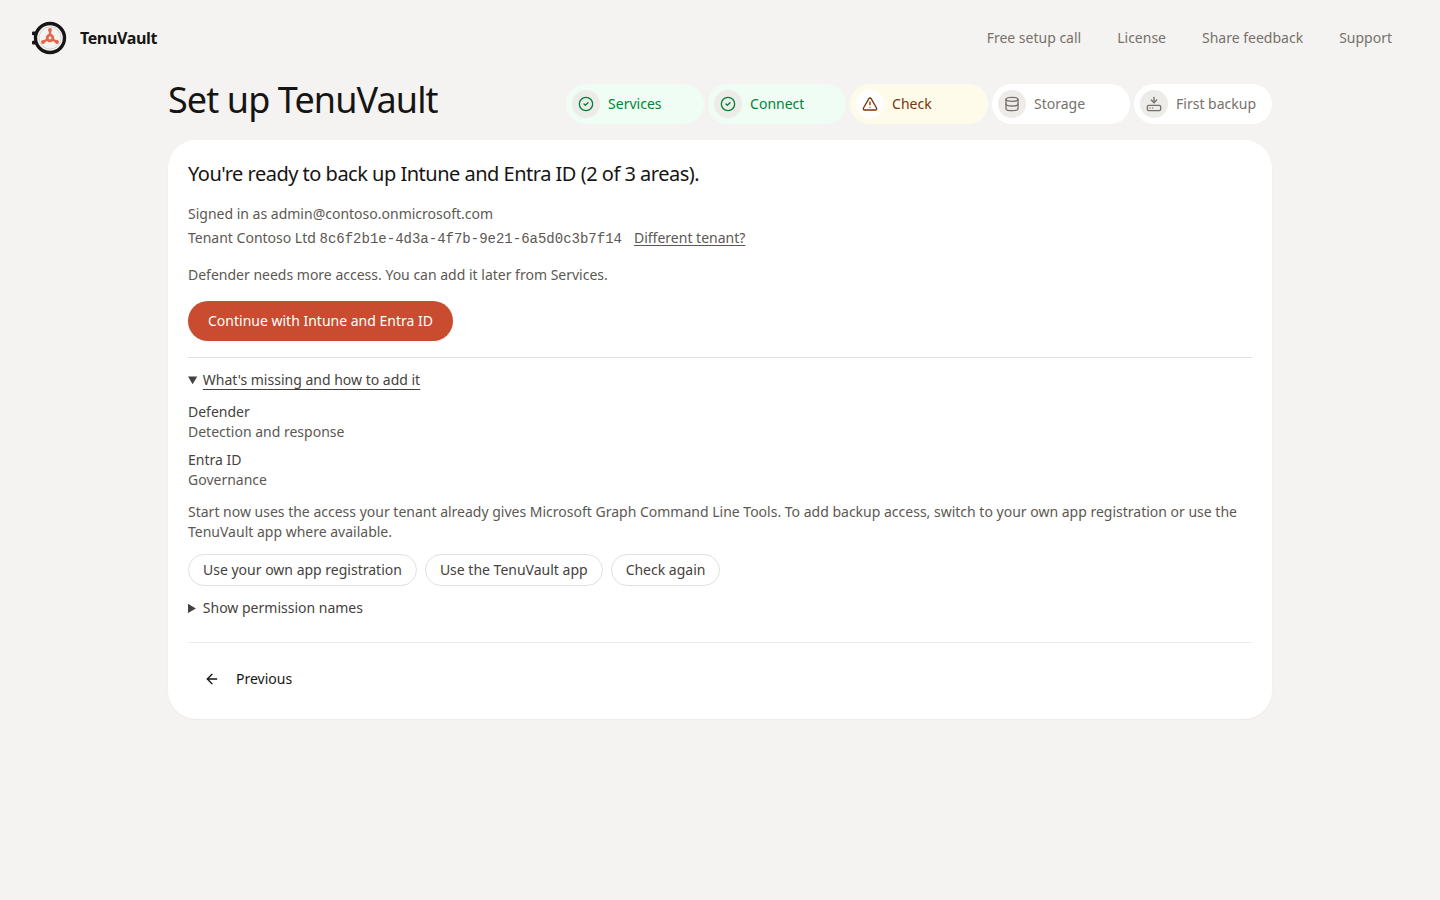 TenuVault
Free setup call
License
Share feedback
Support
Set up TenuVault
Services
Connect
Check
Storage
First backup
You're ready to back up Intune and Entra ID (2 of 3 areas).
Signed in as admin@contoso.onmicrosoft.com
Tenant Contoso Ltd 8c6f2b1e-4d3a-4f7b-9e21-6a5d0c3b7f14 Different tenant?
Defender needs more access. You can add it later from Services.
Continue with Intune and Entra ID
What's missing and how to add it
Defender
Detection and response
Entra ID
Governance
Start now uses the access your tenant already gives Microsoft Graph Command Line Tools. To add backup access, switch to your own app registration or use the
TenuVault app where available.
Use your own app registration
Use the TenuVault app
Check again
Show permission names
Previous